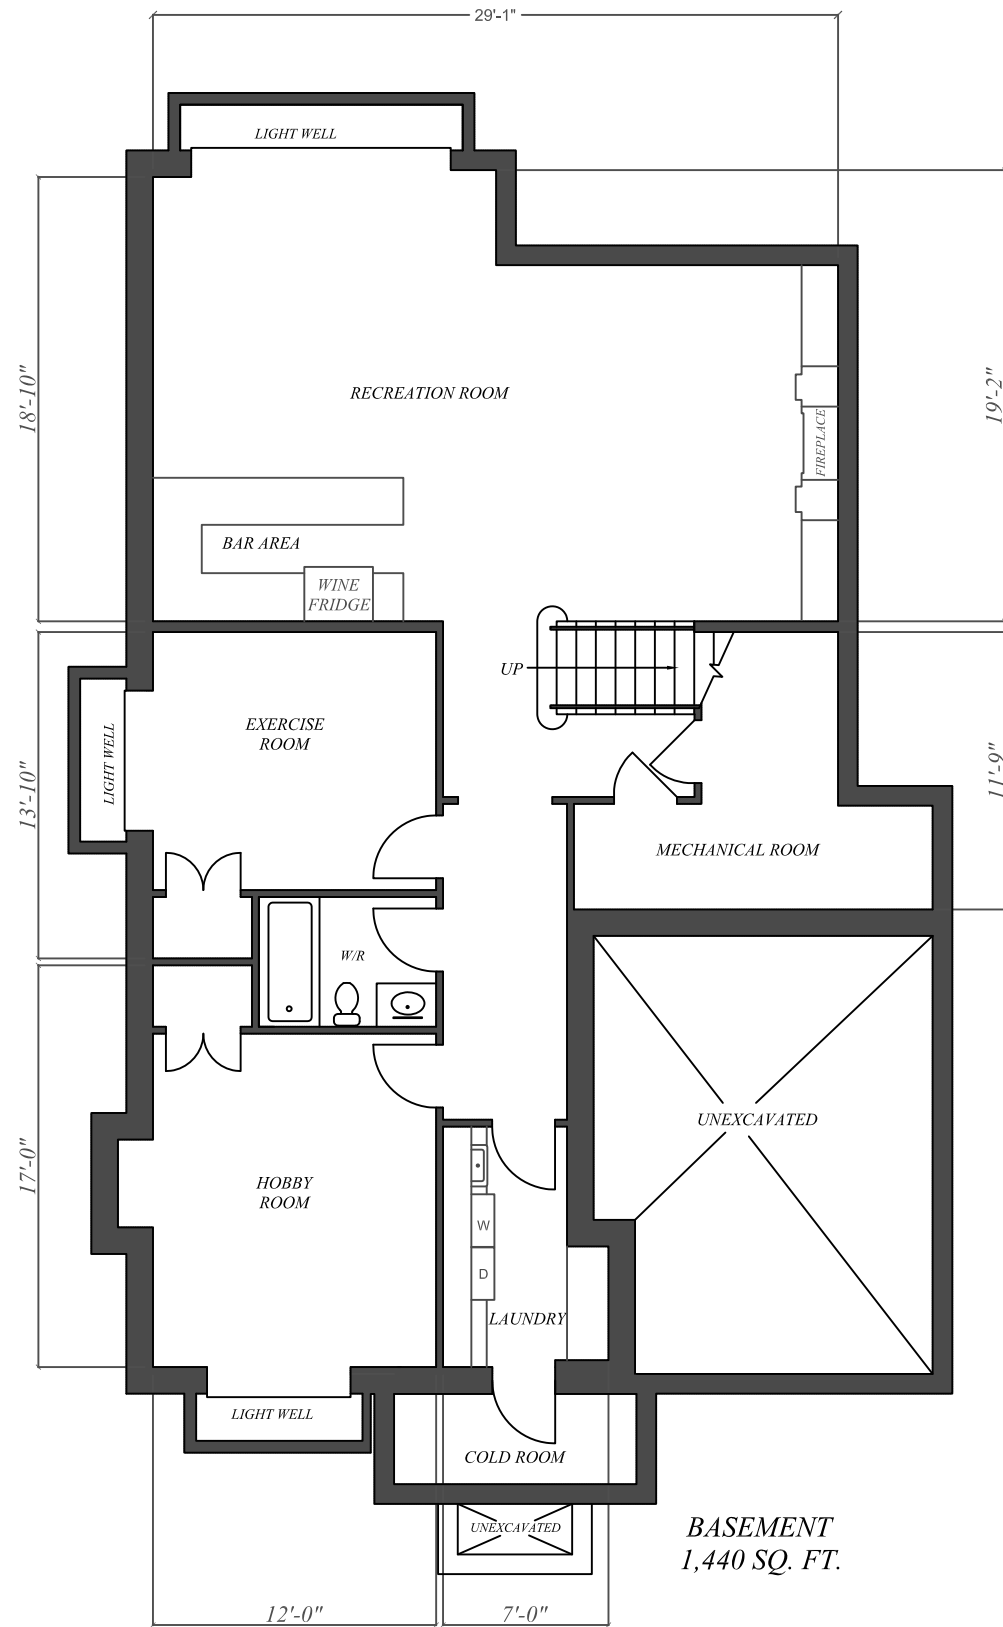 29'-1"
LIGHT WELL
18'-10"
19'-2"
RECREATION ROOM
FIREPLACE
BAR AREA
WINE
FRIDGE
UP
EXERCISE
ROOM
LIGHT WELL
13'-10"
11'-9"
MECHANICAL ROOM
W/R
UNEXCAVATED
17'-0"
HOBBY
ROOM
W
D
LAUNDRY
LIGHT WELL
COLD ROOM
UNEXCAVATED
BASEMENT
1,440 SQ. FT.
12'-0"
7'-0"